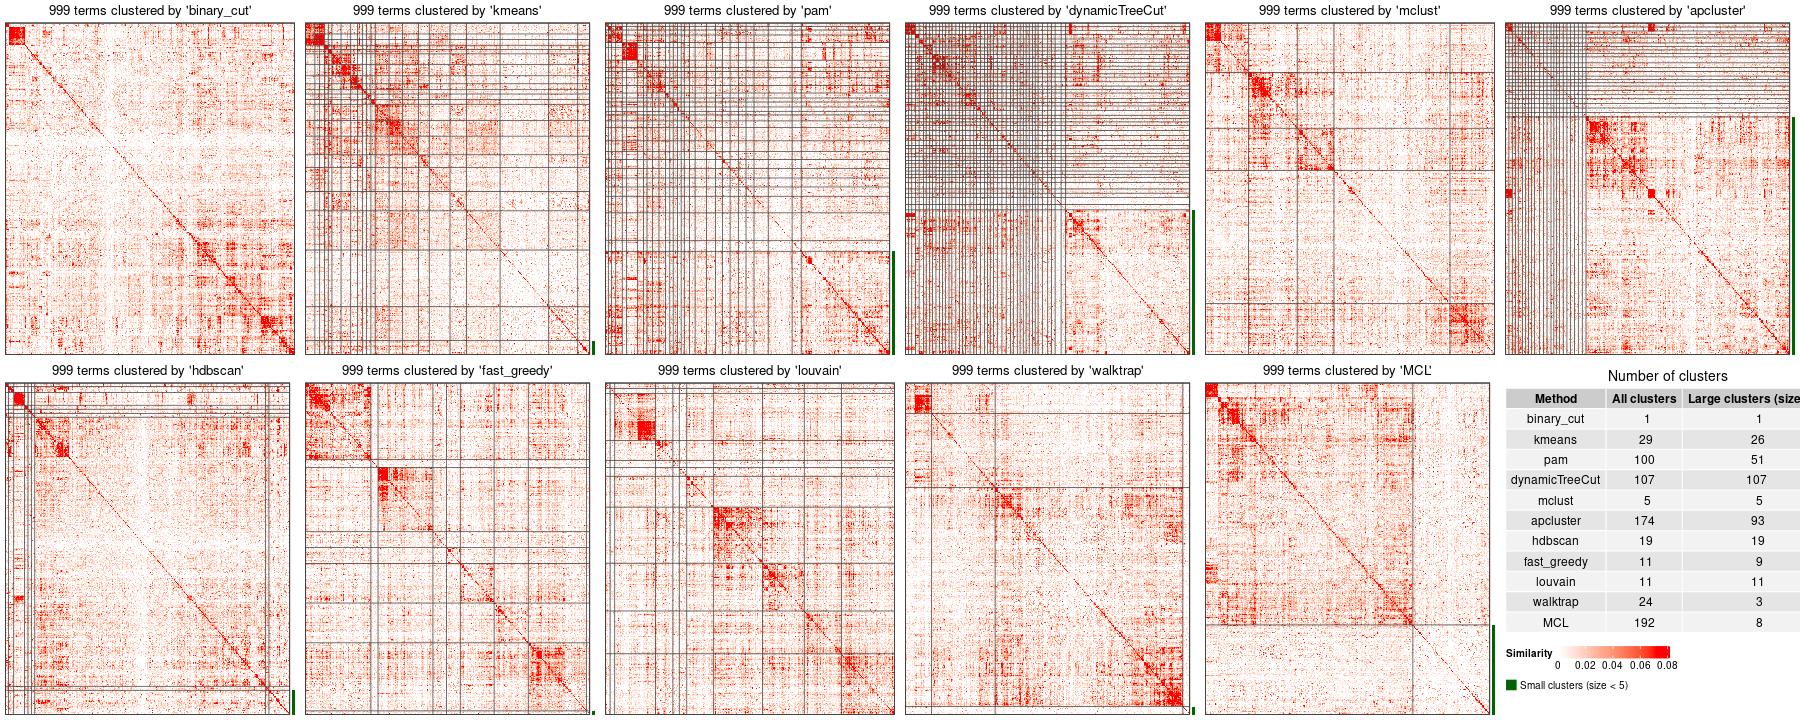 999 terms clustered by 'binary_cut'
999 terms clustered by 'kmeans'
999 terms clustered by 'pam'
999 terms clustered by 'dynamicTreeCut'
999 terms clustered by 'mclust'
999 terms clustered by 'apcluster'
999 terms clustered by 'hdbscan'
999 terms clustered by 'fast_greedy'
999 terms clustered by 'louvain'
999 terms clustered by 'walktrap'
999 terms clustered by 'MCL'
Number of clusters
Method All clusters Large clusters (size
binary_cut 1 1
kmeans 29 26
pam 100 51
dynamicTreeCut 107 107
mclust 5 5
apcluster 174 93
hdbscan 19 19
fast_greedy 11 9
louvain 11 11
walktrap 24 3
MCL 192 8
Similarity
0 0.02 0.04 0.06 0.08
Small clusters (size < 5)